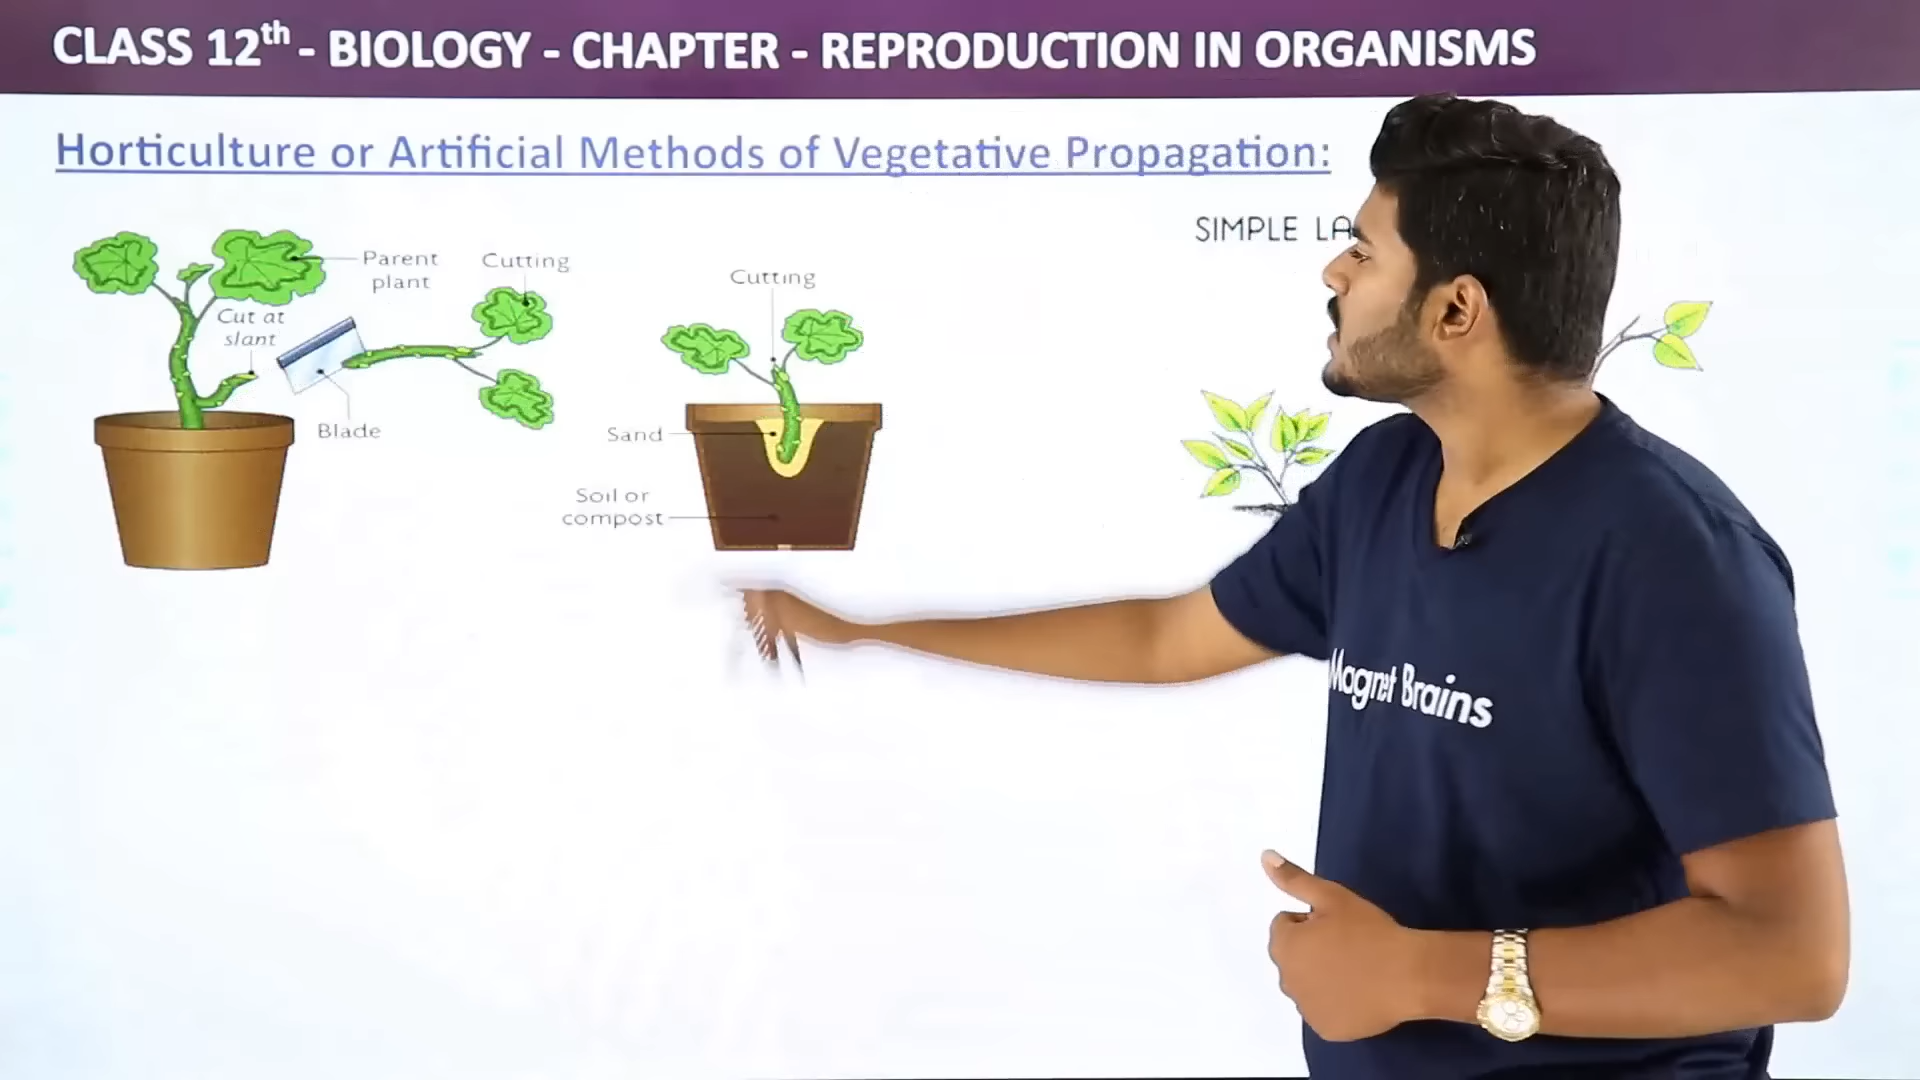 CLASS 12th - BIOLOGY - CHAPTER - REPRODUCTION IN ORGANISMS
Horticulture or Artificial Methods of Vegetative Propagation:
Parent
plant
Cutting
Cut at
slant
Blade
Cutting
Sand
Soil or
compost
SIMPLE
Magnet Brains